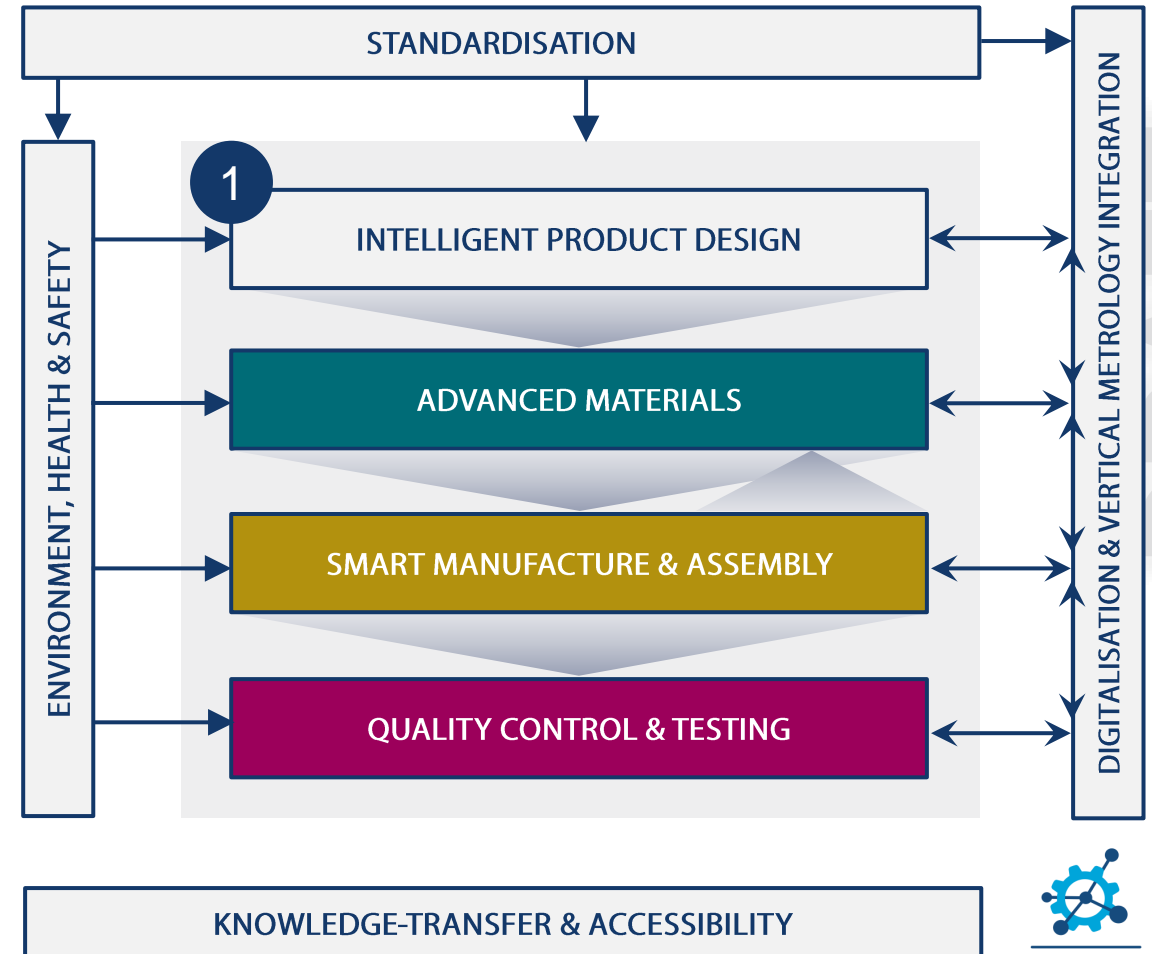 STANDARDISATION
1
INTELLIGENT PRODUCT DESIGN
ADVANCED MATERIALS
SMART MANUFACTURE & ASSEMBLY
QUALITY CONTROL & TESTING
ENVIRONMENT, HEALTH & SAFETY
DIGITALISATION & VERTICAL METROLOGY INTEGRATION
KNOWLEDGE-TRANSFER & ACCESSIBILITY